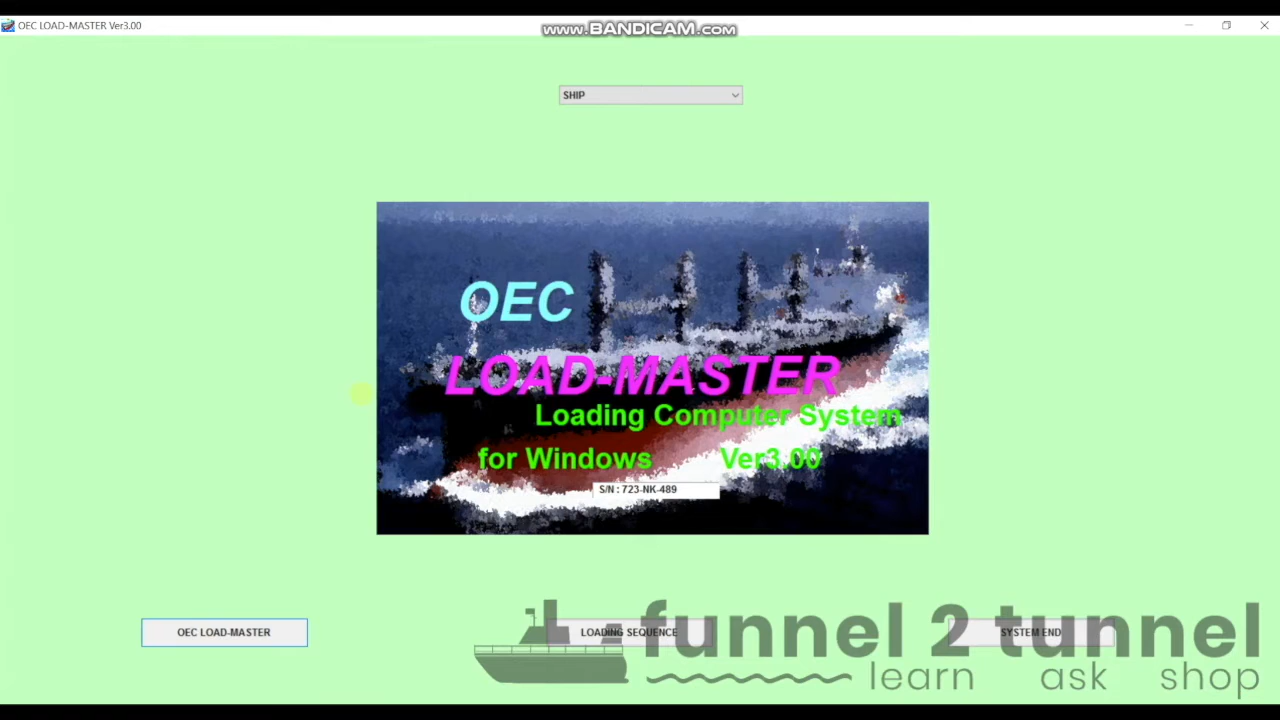 OEC LOAD-MASTER Ver3.00
www.BANDICAM.com
SHIP
OEC
LOAD-MASTER
Loading Computer System
for Windows Ver3.00
S/N : 723-NK-489
OEC LOAD-MASTER
LOADING SEQUENCE
SYSTEM END
funnel 2 tunnel
learn ask shop